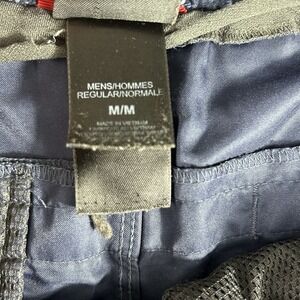 MENS/HOMMES
REGULAR/NORMALE
M/M
MADE IN VIETNAM